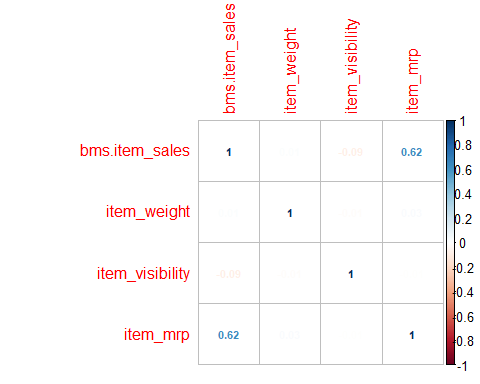 bms.item_sales
item_weight
item_visibility
item_mrp
bms.item_sales 1 -0.09 0.62
item_weight 1
item_visibility -0.09 1
item_mrp 0.62 1
1
0.8
0.6
0.4
0.2
0
-0.2
-0.4
-0.6
-0.8
-1